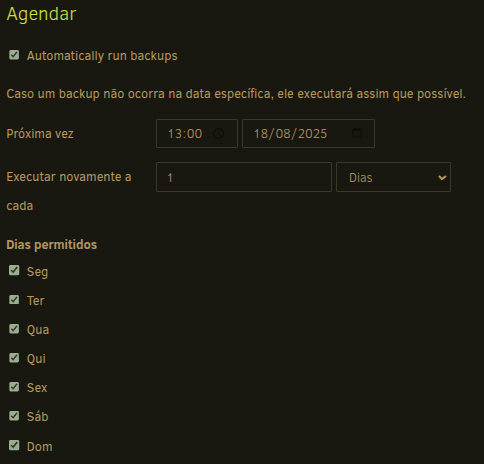 Agendar
Automatically run backups
Caso um backup não ocorra na data específica, ele executará assim que possível.
Próxima vez 13:00 18/08/2025
Executar novamente a 1 Dias
cada
Dias permitidos
Seg
Ter
Qua
Qui
Sex
Sáb
Dom